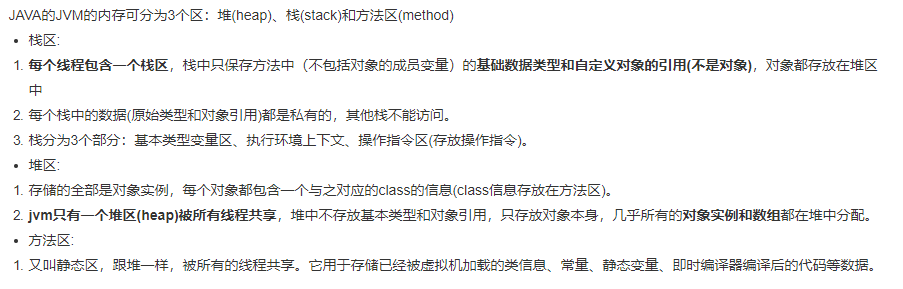 JAVA的JVM的内存可分为3个区：堆(heap)、栈(stack)和方法区(method)
• 栈区:
1. 每个线程包含一个栈区，栈中只保存方法中（不包括对象的成员变量）的基础数据类型和自定义对象的引用(不是对象)，对象都存放在堆区
中
2. 每个栈中的数据(原始类型和对象引用)都是私有的，其他栈不能访问。
3. 栈分为3个部分：基本类型变量区、执行环境上下文、操作指令区(存放操作指令)。
• 堆区:
1. 存储的全部是对象实例，每个对象都包含一个与之对应的class的信息(class信息存放在方法区)。
2. jvm只有一个堆区(heap)被所有线程共享，堆中不存放基本类型和对象引用，只存放对象本身，几乎所有的对象实例和数组都在堆中分配。
• 方法区:
1. 又叫静态区，跟堆一样，被所有的线程共享。它用于存储已经被虚拟机加载的类信息、常量、静态变量、即时编译器编译后的代码等数据。